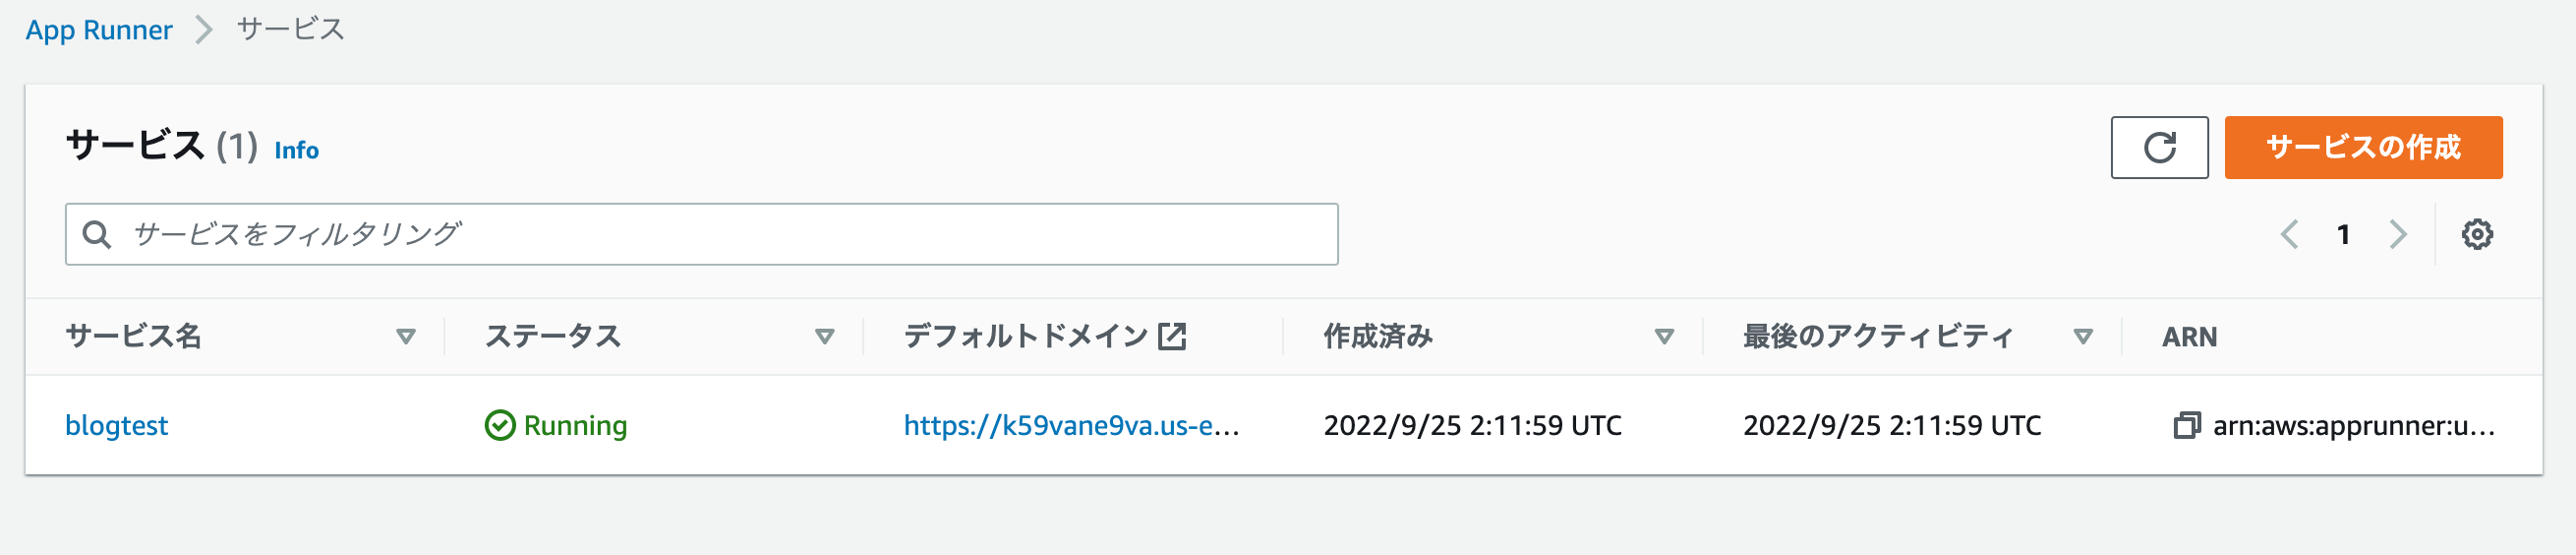 App Runner サービス
サービス (1) Info サービスの作成
サービスをフィルタリング 1
サービス名 ステータス デフォルトドメイン 作成済み 最後のアクティビティ ARN
blogtest Running https://k59vane9va.us-e... 2022/9/25 2:11:59 UTC 2022/9/25 2:11:59 UTC arn:aws:apprunner:u...